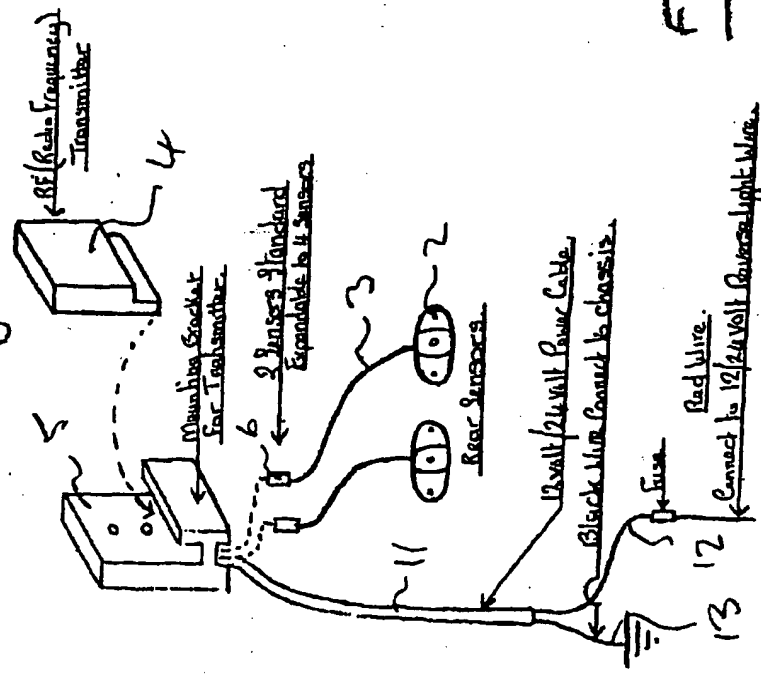 RF (Radio Frequency)
Transmitter
4
5
Mounting Bracket
For Transmitter.
6
2 Sensors Standard
Expandable to 4 Sensors
3
2
Rear Sensors
11
12 Volt/24 Volt Power Cable.
Black Wire Connect to chassis.
Fuse
12
13
Red Wire.
Connect to 12/24 Volt Reverse Light Wire.
F